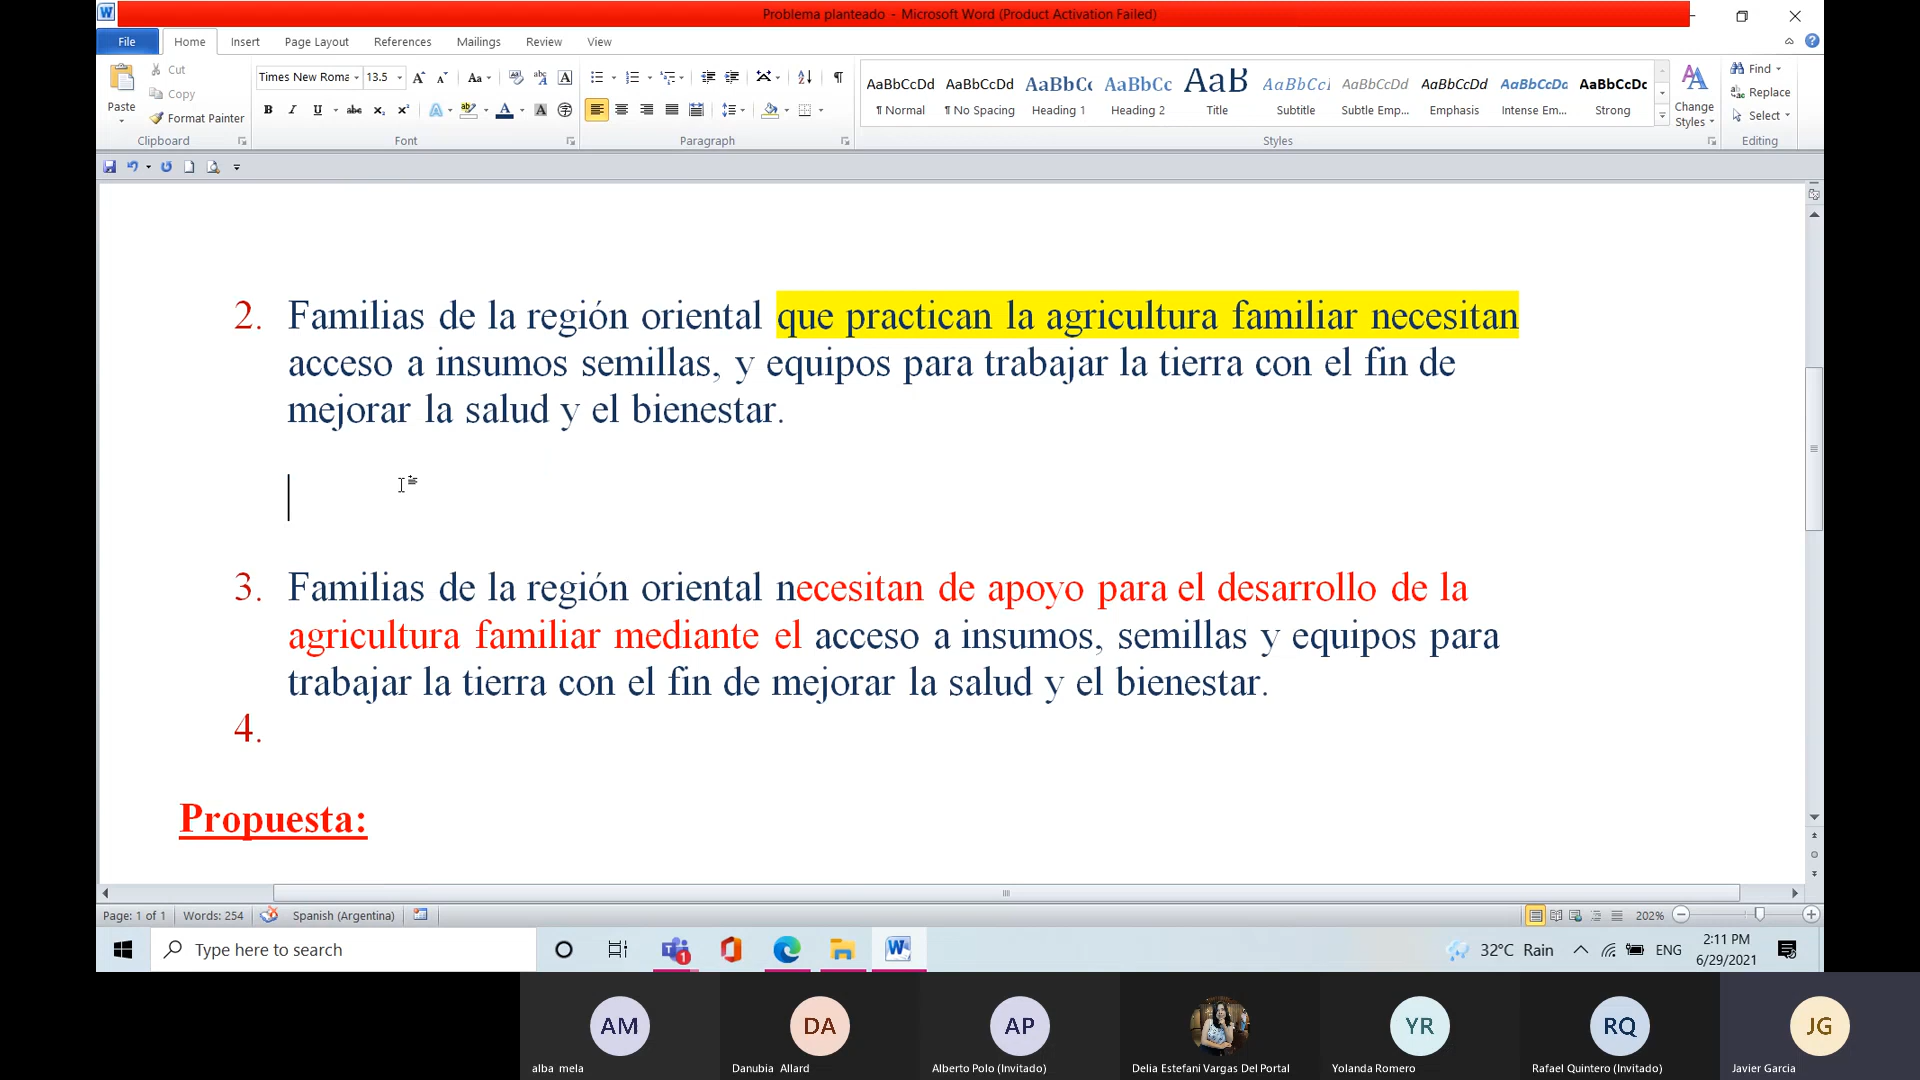 Problema planteado - Microsoft Word (Product Activation Failed)
File Home Insert Page Layout References Mailings Review View
Cut
Copy
Format Painter
Paste
Clipboard
Times New Roma 13.5
Font
Paragraph
AaBbCcDd AaBbCcDd AaBbCc AaBbCc AaB AaBbCcI AaBbCcDd AaBbCcDd AaBbCcDc AaBbCcDc
¶ Normal ¶ No Spacing Heading 1 Heading 2 Title Subtitle Subtle Emp... Emphasis Intense Em... Strong
Change
Styles
Styles
Find
Replace
Select
Editing
2. Familias de la región oriental que practican la agricultura familiar necesitan
acceso a insumos semillas, y equipos para trabajar la tierra con el fin de
mejorar la salud y el bienestar.
3. Familias de la región oriental necesitan de apoyo para el desarrollo de la
agricultura familiar mediante el acceso a insumos, semillas y equipos para
trabajar la tierra con el fin de mejorar la salud y el bienestar.
4.
Propuesta:
Page: 1 of 1 Words: 254 Spanish (Argentina) 202%
Type here to search
1
32°C Rain ENG
2:11 PM
6/29/2021
AM DA AP YR RQ JG
alba mela Danubia Allard Alberto Polo (Invitado) Delia Estefani Vargas Del Portal Yolanda Romero Rafael Quintero (Invitado) Javier Garcia